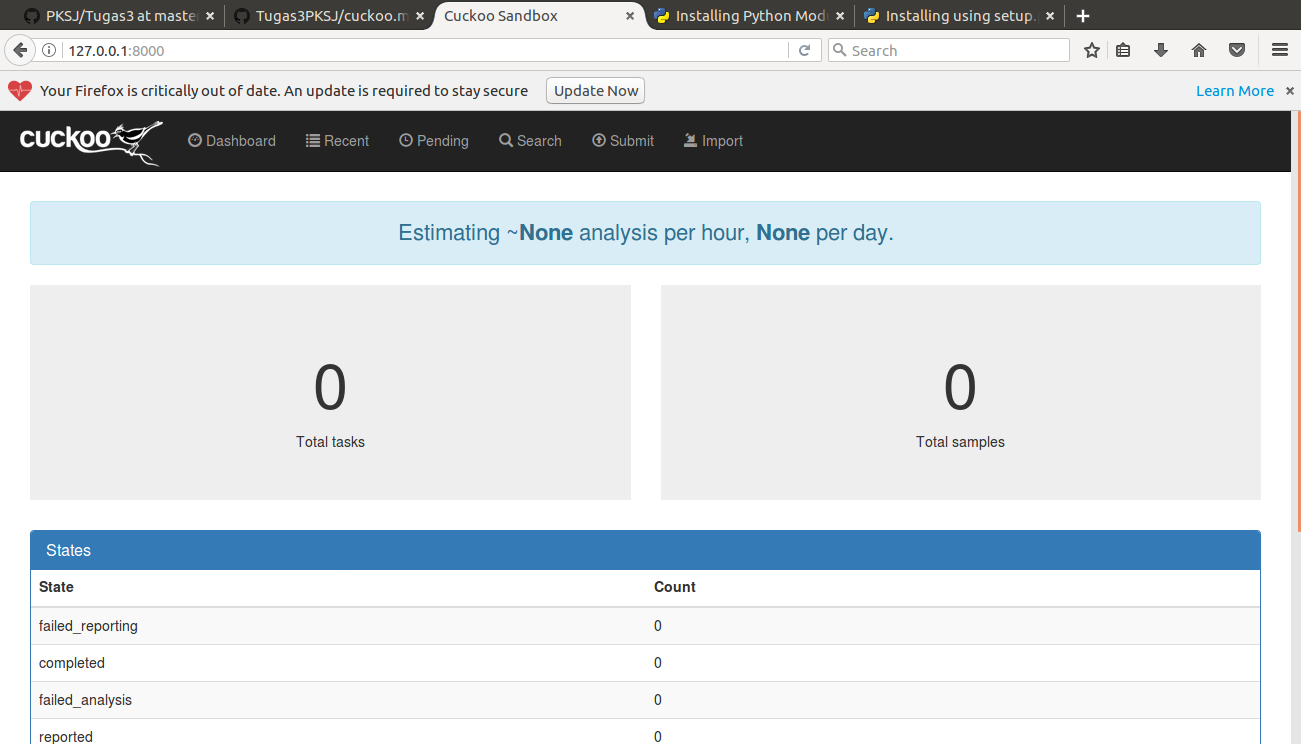 PKSJ/Tugas3 at maste
Tugas3PKSJ/cuckoo.m
Cuckoo Sandbox
Installing Python Modu
Installing using setup.
127.0.0.1:8000
Search
Your Firefox is critically out of date. An update is required to stay secure
Update Now
Learn More
cuckoo
Dashboard
Recent
Pending
Search
Submit
Import
Estimating ~None analysis per hour, None per day.
0
Total tasks
0
Total samples
States
State Count
failed_reporting 0
completed 0
failed_analysis 0
reported 0